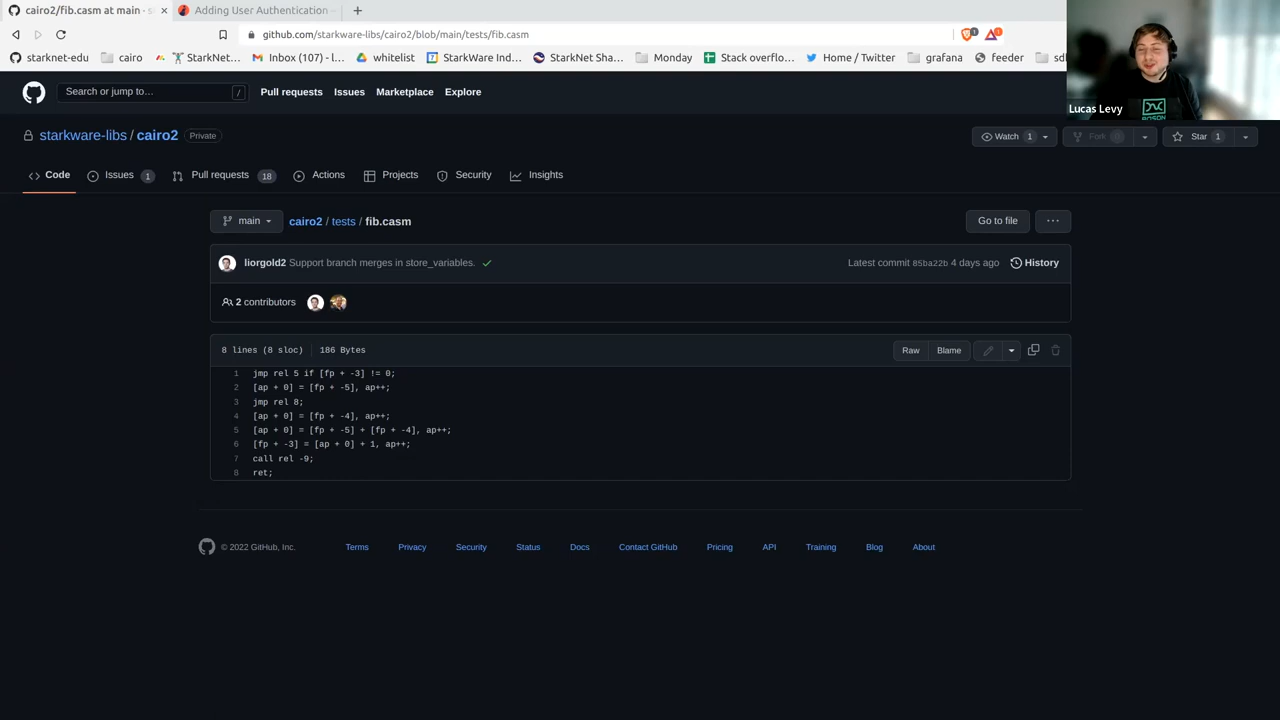 cairo2/fib.casm at main · s
Adding User Authentication
github.com/starkware-libs/cairo2/blob/main/tests/fib.casm
1
1
starknet-edu
cairo
StarkNet...
Inbox (107) - l...
whitelist
StarkWare Ind...
StarkNet Sha...
Monday
Stack overflo...
Home / Twitter
grafana
feeder
Lucas Levy
Search or jump to...
/
Pull requests
Issues
Marketplace
Explore
starkware-libs / cairo2
Private
Watch 1
Fork 0
Star 1
Code
Issues 1
Pull requests 18
Actions
Projects
Security
Insights
main
cairo2 / tests / fib.casm
Go to file
...
liorgold2 Support branch merges in store_variables.
Latest commit 85ba22b 4 days ago
History
2 contributors
8 lines (8 sloc) 186 Bytes
Raw
Blame
1 jmp rel 5 if [fp + -3] != 0;
2 [ap + 0] = [fp + -5], ap++;
3 jmp rel 8;
4 [ap + 0] = [fp + -4], ap++;
5 [ap + 0] = [fp + -5] + [fp + -4], ap++;
6 [fp + -3] = [ap + 0] + 1, ap++;
7 call rel -9;
8 ret;
© 2022 GitHub, Inc.
Terms
Privacy
Security
Status
Docs
Contact GitHub
Pricing
API
Training
Blog
About